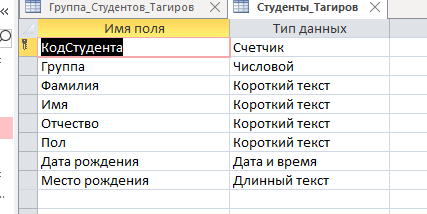 Группа_Студентов_Тагиров Студенты_Тагиров
Имя поля Тип данных
КодСтудента Счетчик
Группа Числовой
Фамилия Короткий текст
Имя Короткий текст
Отчество Короткий текст
Пол Короткий текст
Дата рождения Дата и время
Место рождения Длинный текст